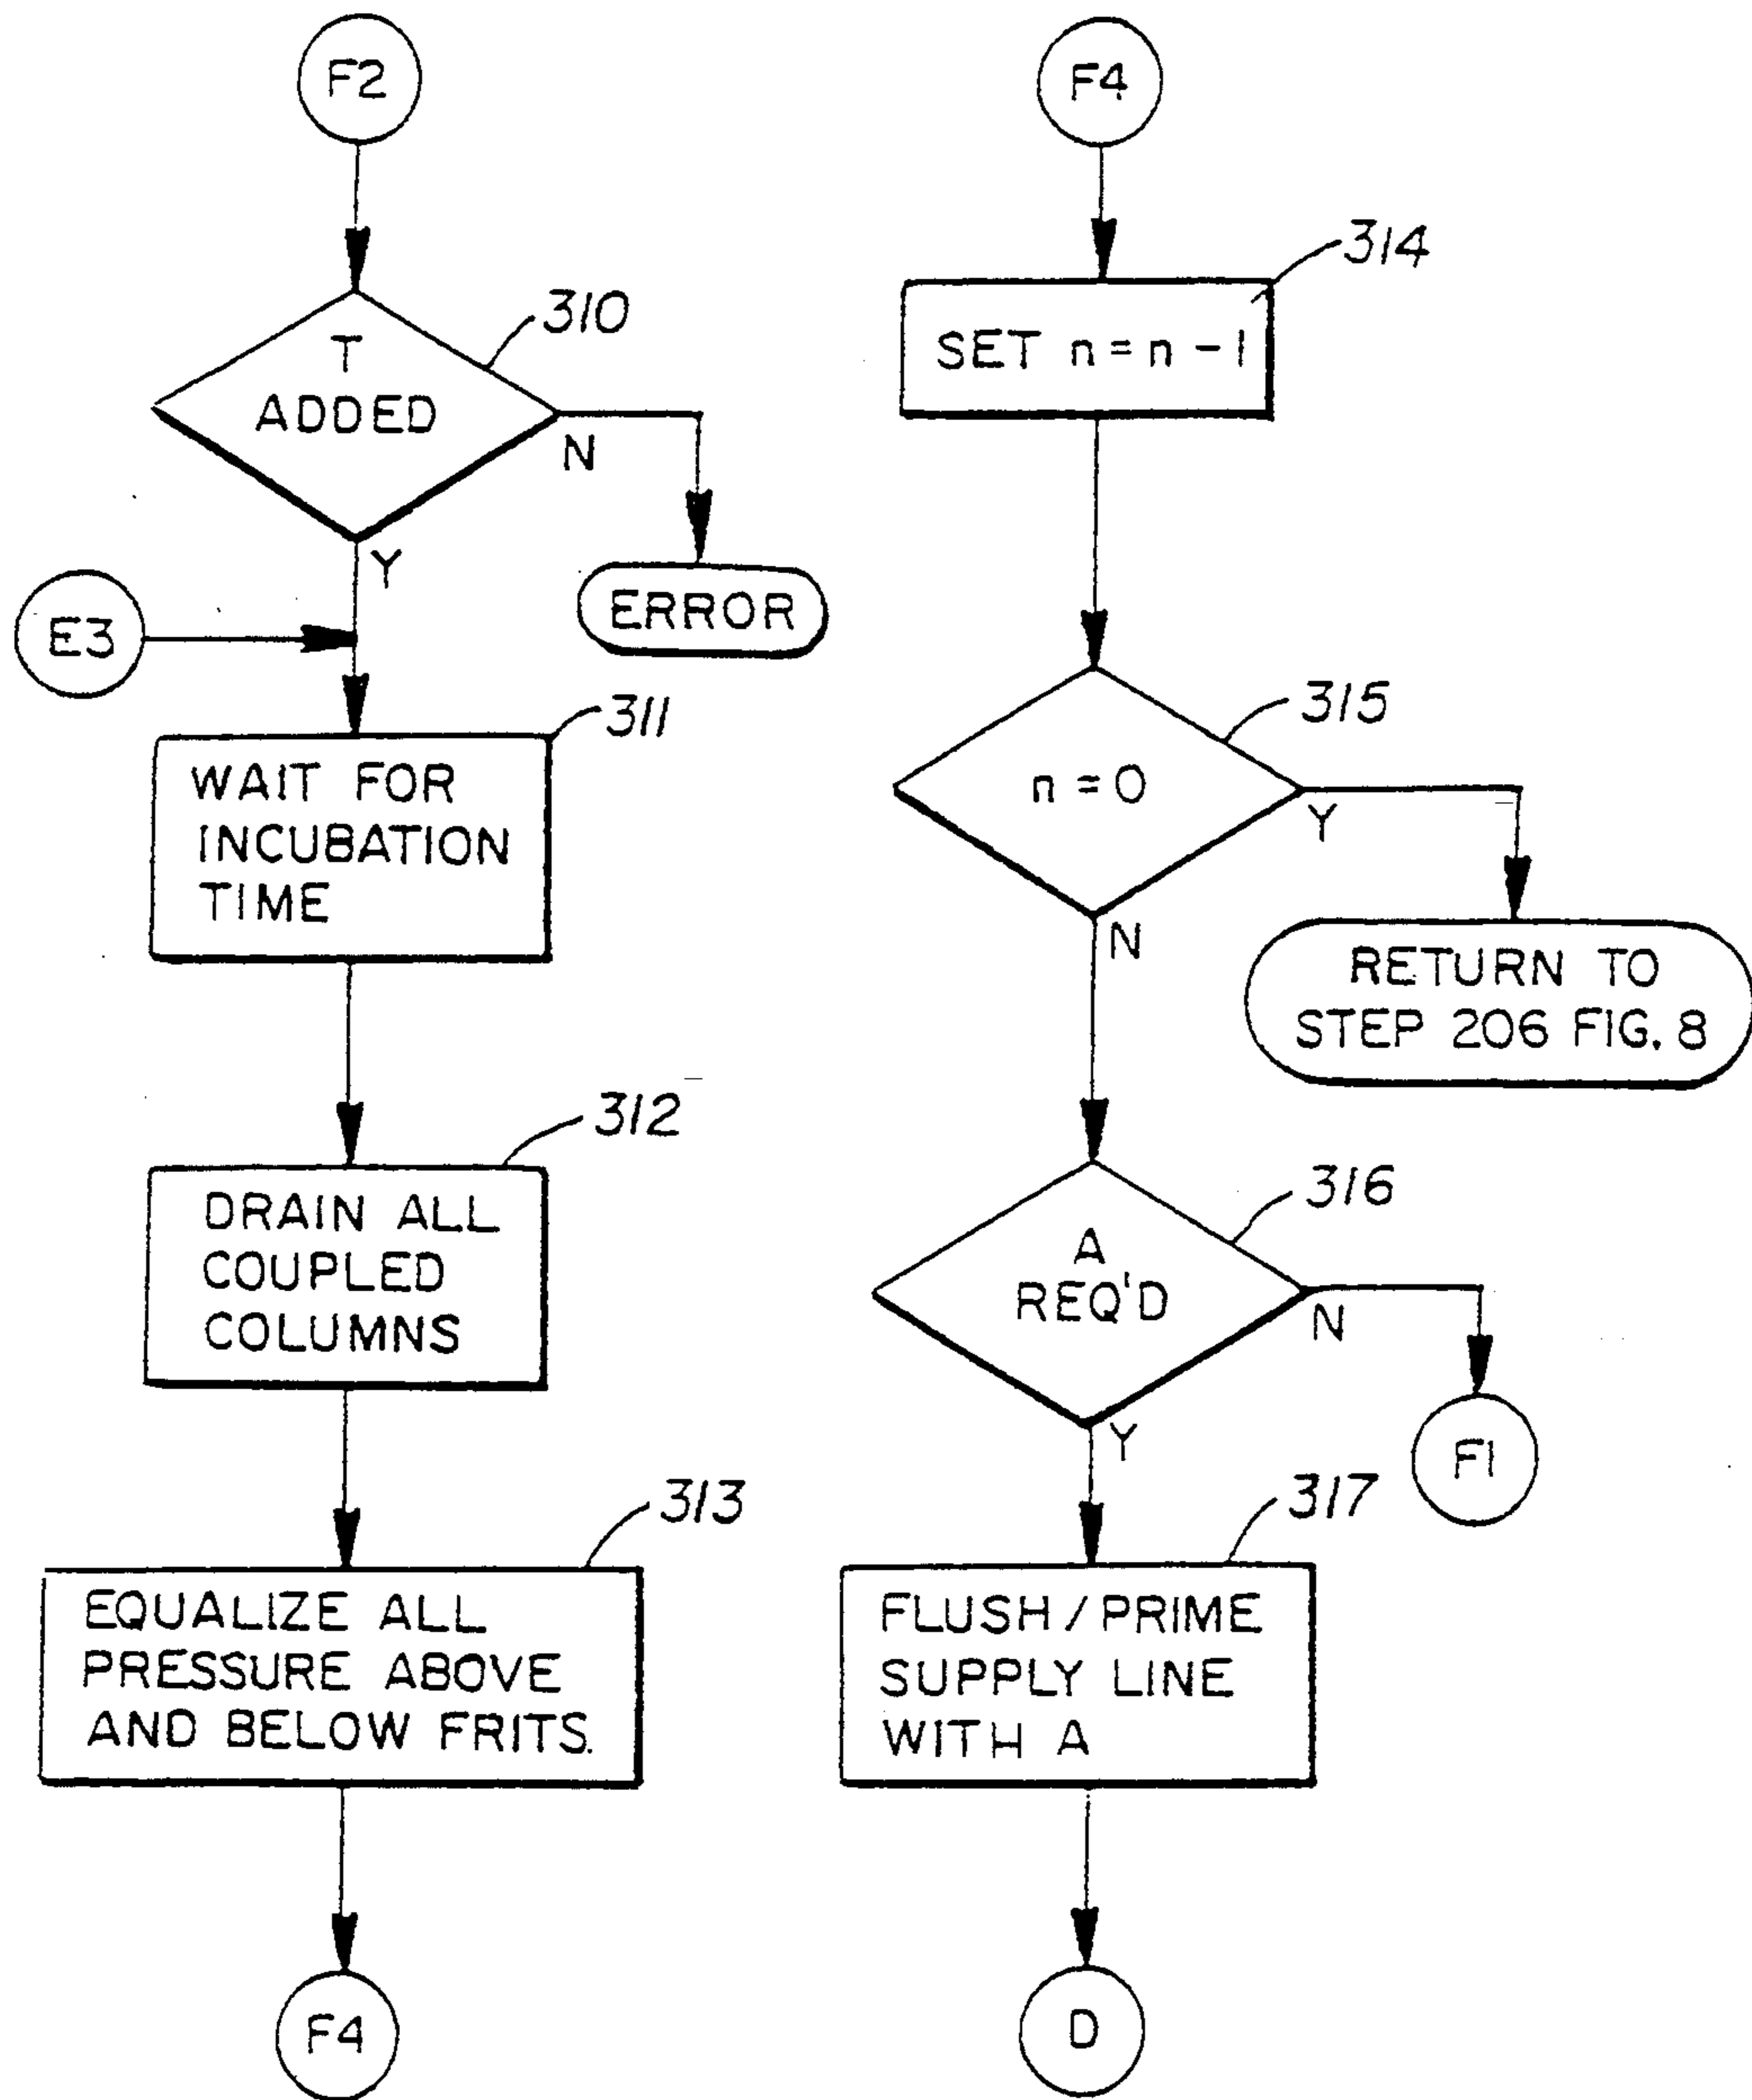 F2
310
T
ADDED
N
Y
ERROR
E3
311
WAIT FOR
INCUBATION
TIME
312
DRAIN ALL
COUPLED
COLUMNS
313
EQUALIZE ALL
PRESSURE ABOVE
AND BELOW FRITS.
F4
F4
314
SET n = n - 1
315
n = 0
Y
N
RETURN TO
STEP 206 FIG. 8
316
A
REQ'D
N
Y
F1
317
FLUSH / PRIME
SUPPLY LINE
WITH A
D